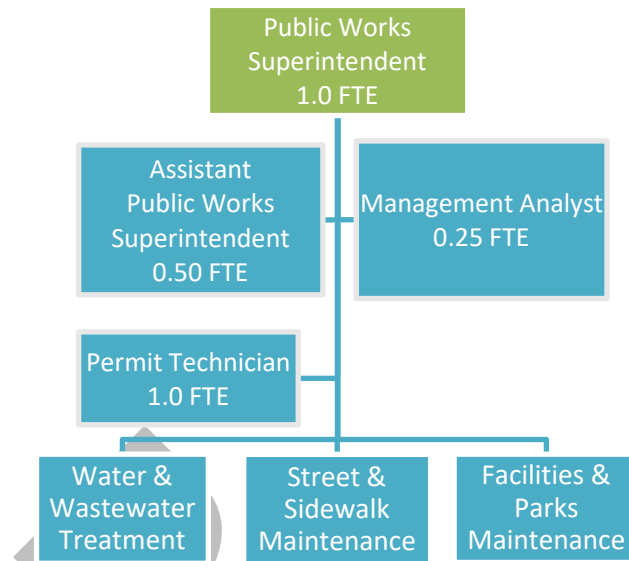 Public Works
Superintendent
1.0 FTE
Assistant
Public Works
Superintendent
0.50 FTE
Management Analyst
0.25 FTE
Permit Technician
1.0 FTE
Water &
Wastewater
Treatment
Street &
Sidewalk
Maintenance
Facilities &
Parks
Maintenance